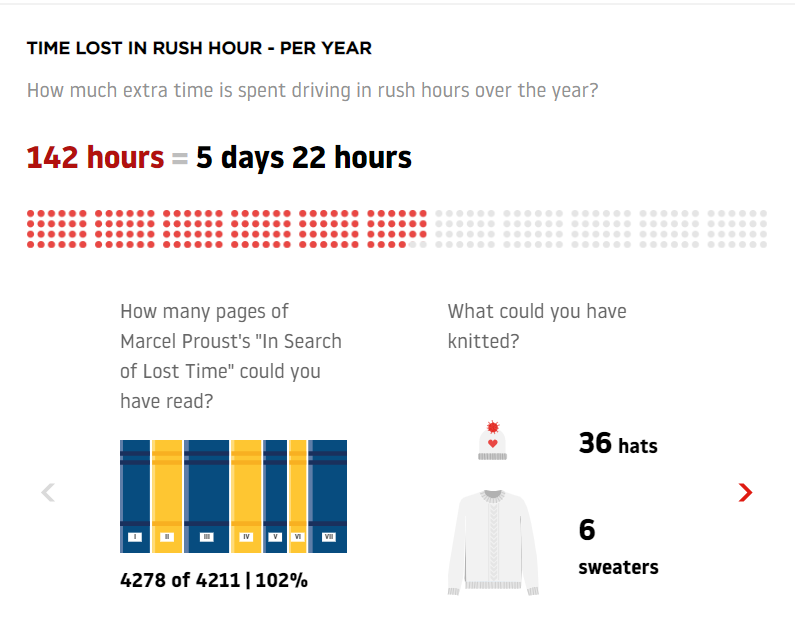 TIME LOST IN RUSH HOUR - PER YEAR
How much extra time is spent driving in rush hours over the year?
142 hours = 5 days 22 hours
How many pages of
Marcel Proust's "In Search
of Lost Time" could you
have read?
I II III IV V VI VII
4278 of 4211 | 102%
What could you have
knitted?
36 hats
6
sweaters